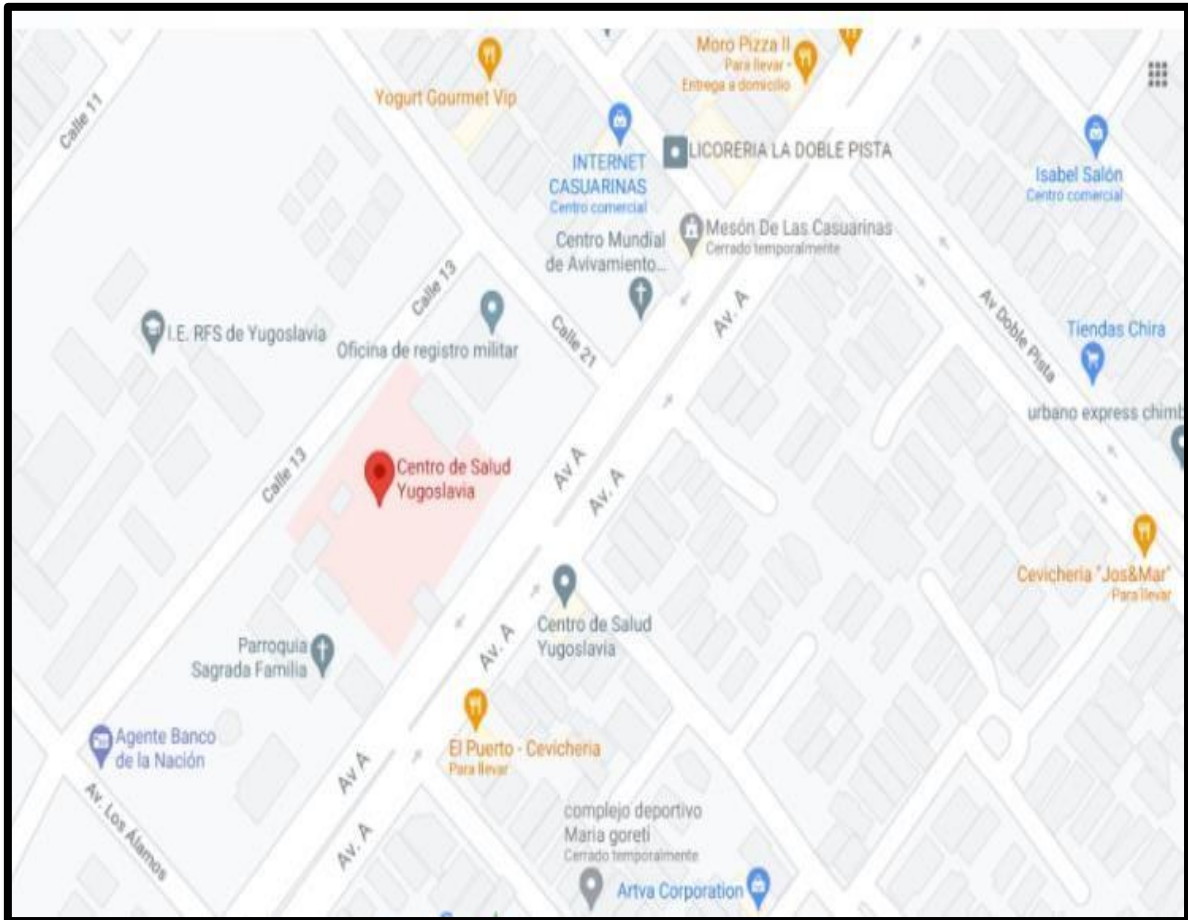 Moro Pizza II
Para llevar -
Entrega a domicilio
Yogurt Gourmet Vip
Calle 11
LICORERIA LA DOBLE PISTA
INTERNET
CASUARINAS
Centro comercial
Isabel Salón
Centro comercial
Mesón De Las Casuarinas
Cerrado temporalmente
Centro Mundial
de Avivamiento...
Calle 13
Av. A
Av Doble Pista
I.E. RFS de Yugoslavia
Oficina de registro militar
Calle 21
Tiendas Chira
urbano express chimb
Calle 13
Centro de Salud
Yugoslavia
Av A
Av. A
Cevicheria "Jos&Mar"
Para llevar
Centro de Salud
Yugoslavia
Av. A
Parroquia
Sagrada Familia
Agente Banco
de la Nación
El Puerto - Cevicheria
Para llevar
Av A
Av. A
Av. Los Alamos
complejo deportivo
Maria goreti
Cerrado temporalmente
Artva Corporation